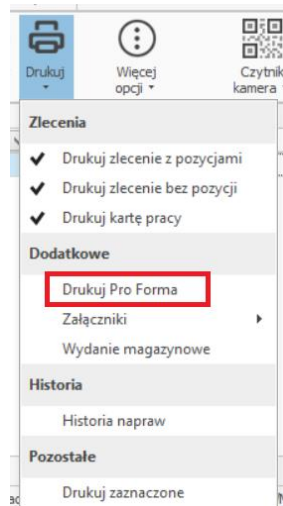 Drukuj
Więcej
opcji
Czytnik
kamera
Zlecenia
Drukuj zlecenie z pozycjami
Drukuj zlecenie bez pozycji
Drukuj kartę pracy
Dodatkowe
Drukuj Pro Forma
Załączniki
Wydanie magazynowe
Historia
Historia napraw
Pozostałe
Drukuj zaznaczone